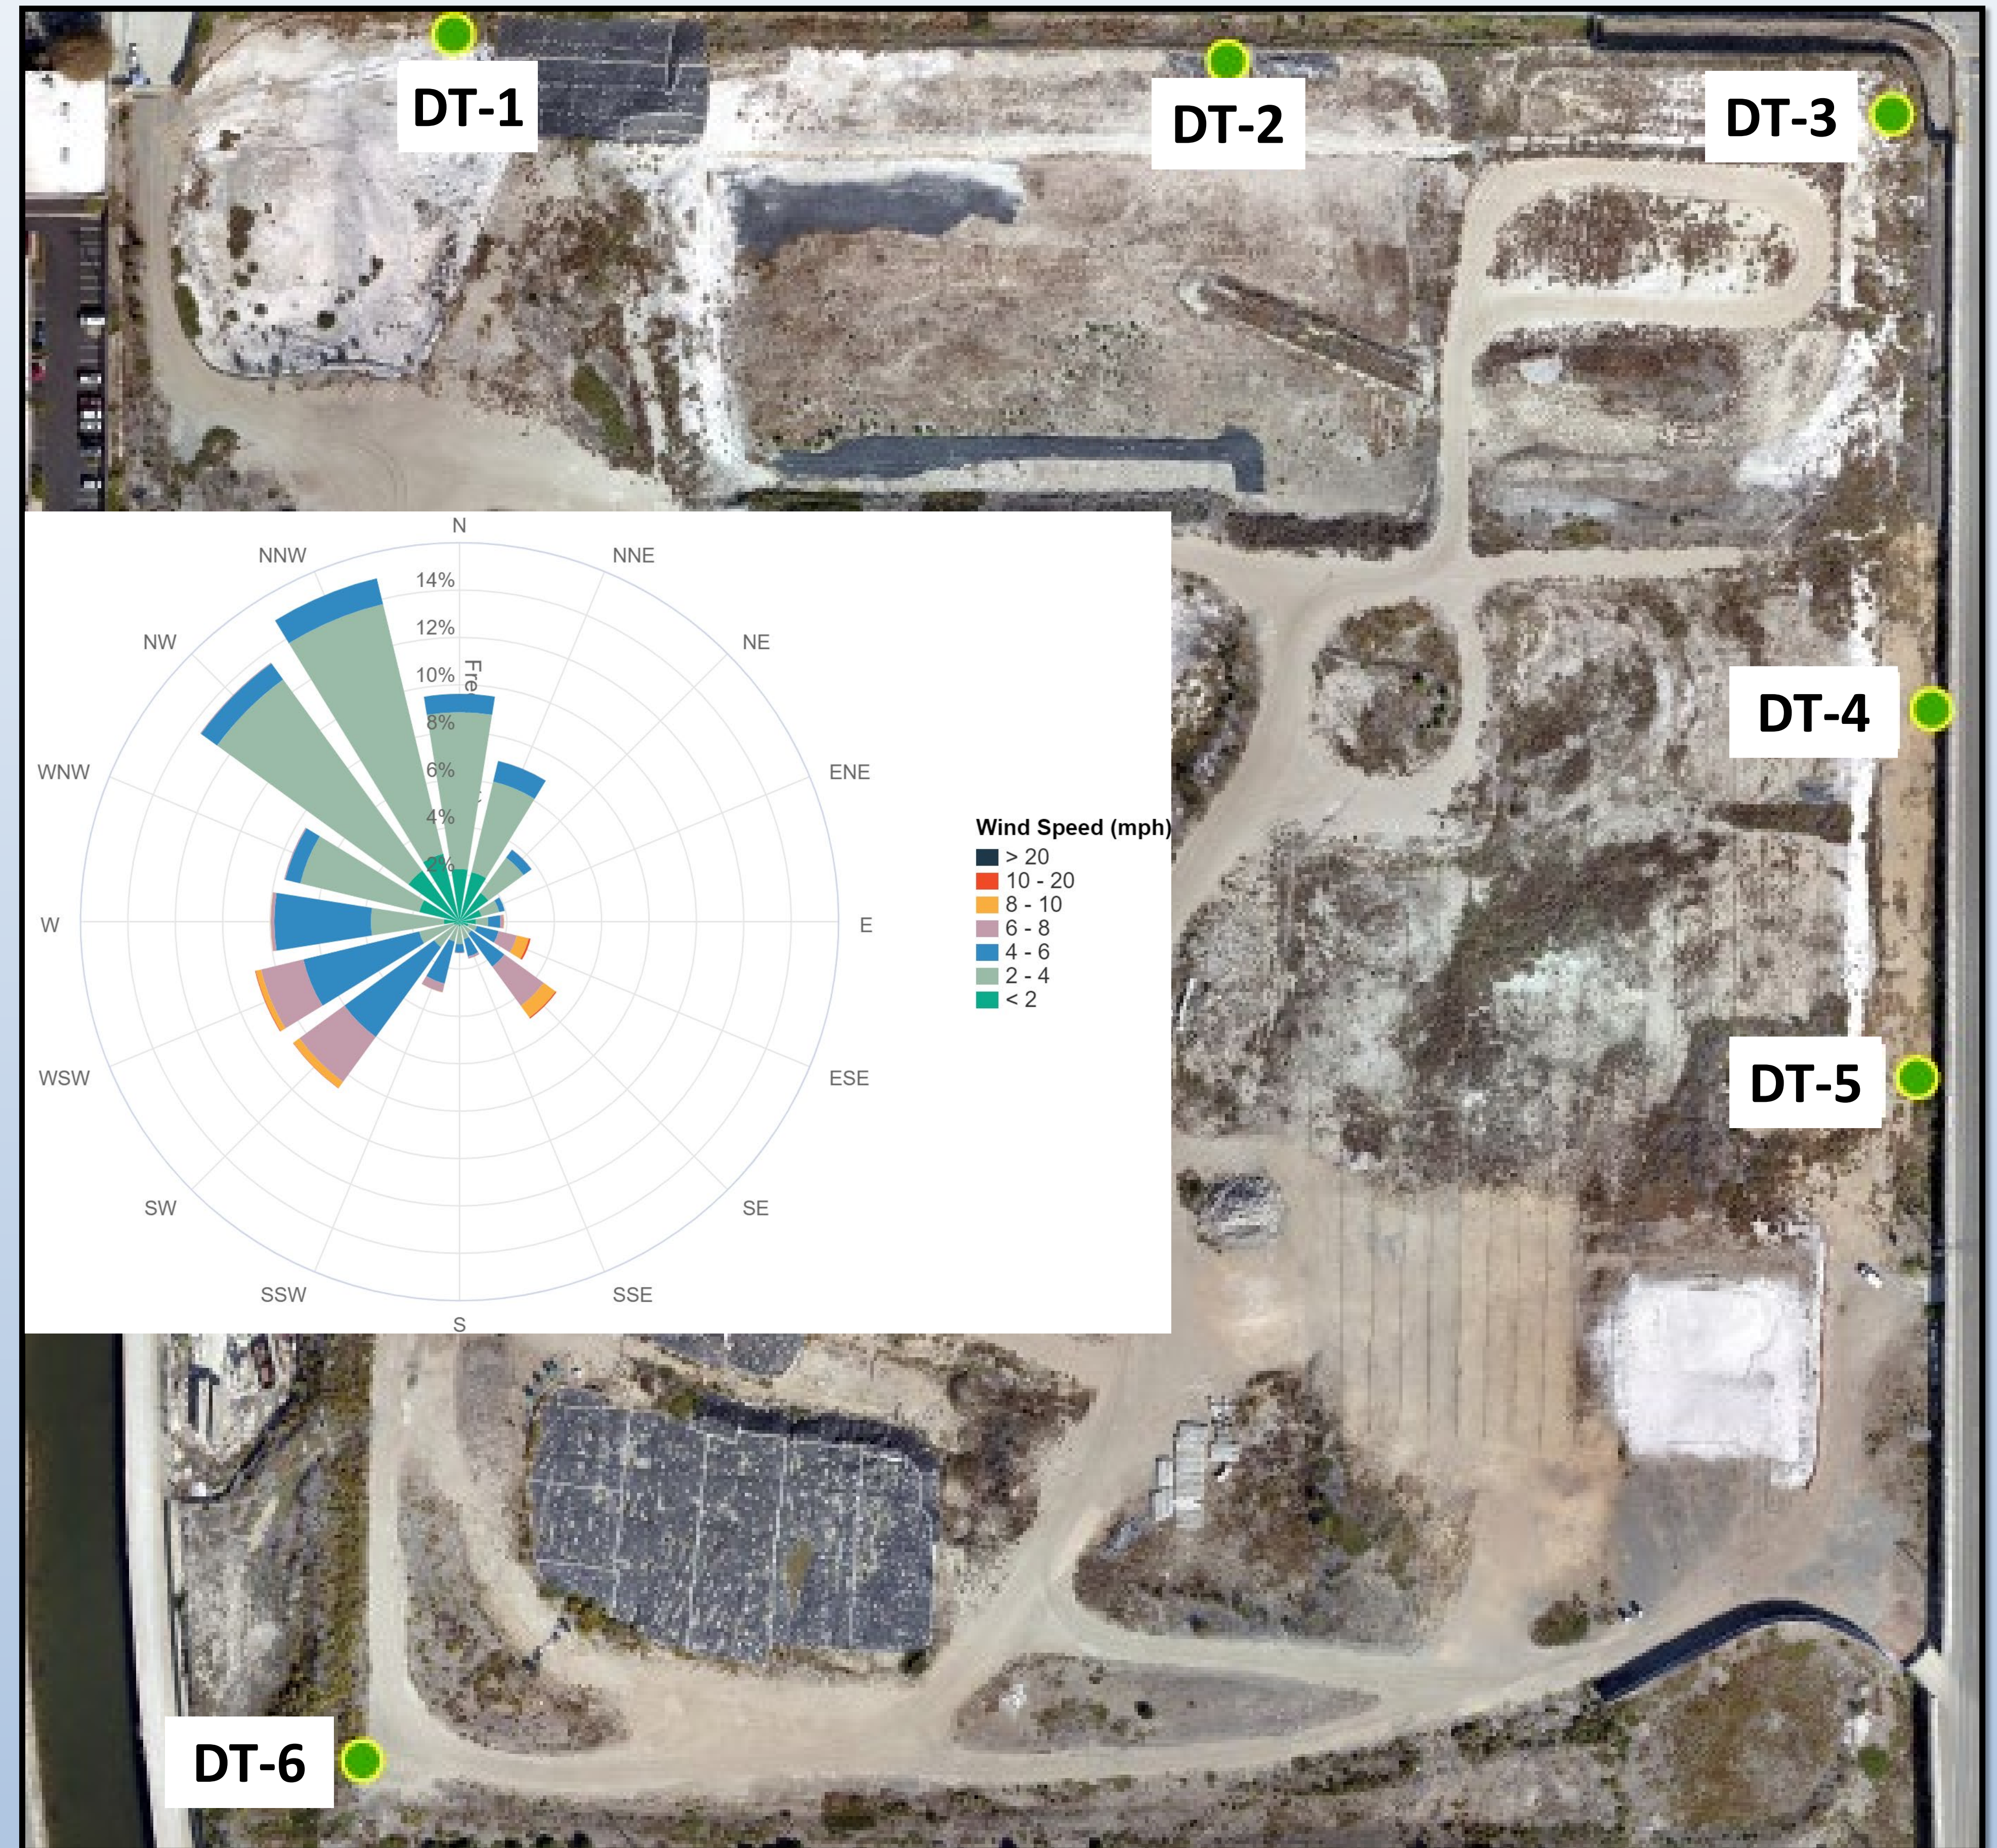 DT-1
DT-2
DT-3
N
NNW
NNE
14%
12%
NW
NE
10%
Fre
8%
WNW
6%
ENE
4%
2%
W
E
Wind Speed (mph)
> 20
10 - 20
8 - 10
6 - 8
4 - 6
2 - 4
< 2
WSW
ESE
SW
SE
SSW
SSE
S
DT-4
DT-5
DT-6